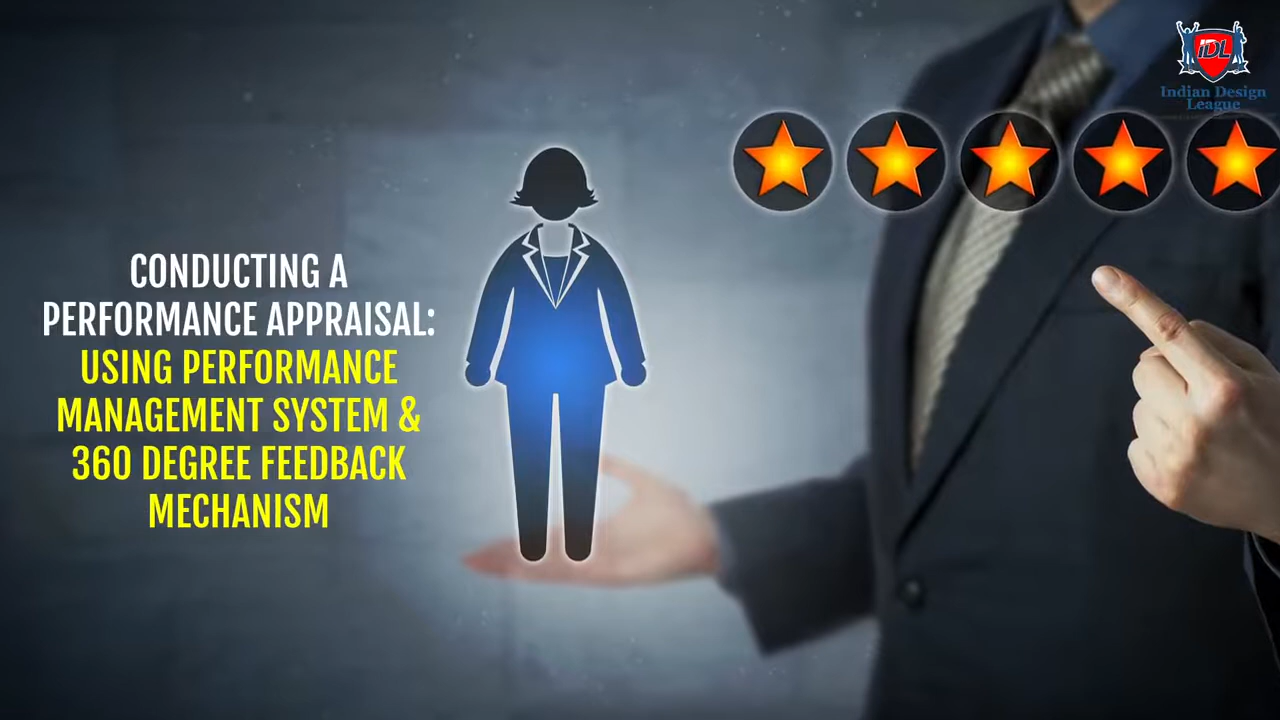 CONDUCTING A
PERFORMANCE APPRAISAL:
USING PERFORMANCE
MANAGEMENT SYSTEM &
360 DEGREE FEEDBACK
MECHANISM
IDL
Indian Design
League